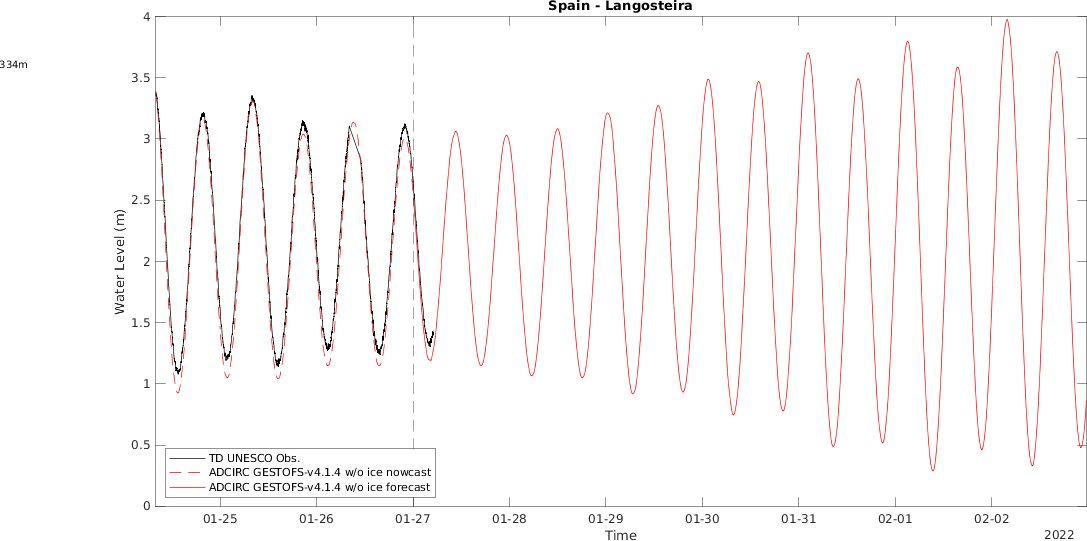 Spain - Langosteira
334m
4
3.5
3
2.5
2
1.5
1
0.5
0
Water Level (m)
TD UNESCO Obs.
ADCIRC GESTOFS-v4.1.4 w/o ice nowcast
ADCIRC GESTOFS-v4.1.4 w/o ice forecast
01-25 01-26 01-27 01-28 01-29 01-30 01-31 02-01 02-02
Time
2022